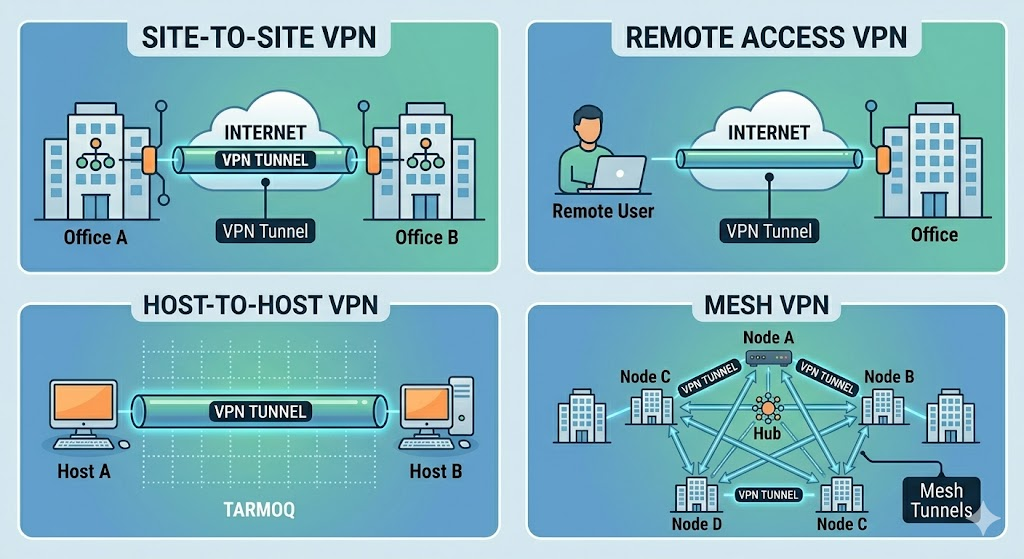 SITE-TO-SITE VPN
INTERNET
VPN TUNNEL
VPN Tunnel
Office A
Office B
REMOTE ACCESS VPN
INTERNET
Remote User
VPN Tunnel
Office
HOST-TO-HOST VPN
VPN TUNNEL
Host A
Host B
TARMOQ
MESH VPN
Node A
Node C
VPN TUNNEL
VPN TUNNEL
Node B
Hub
VPN TUNNEL
Node D
Node C
Mesh
Tunnels